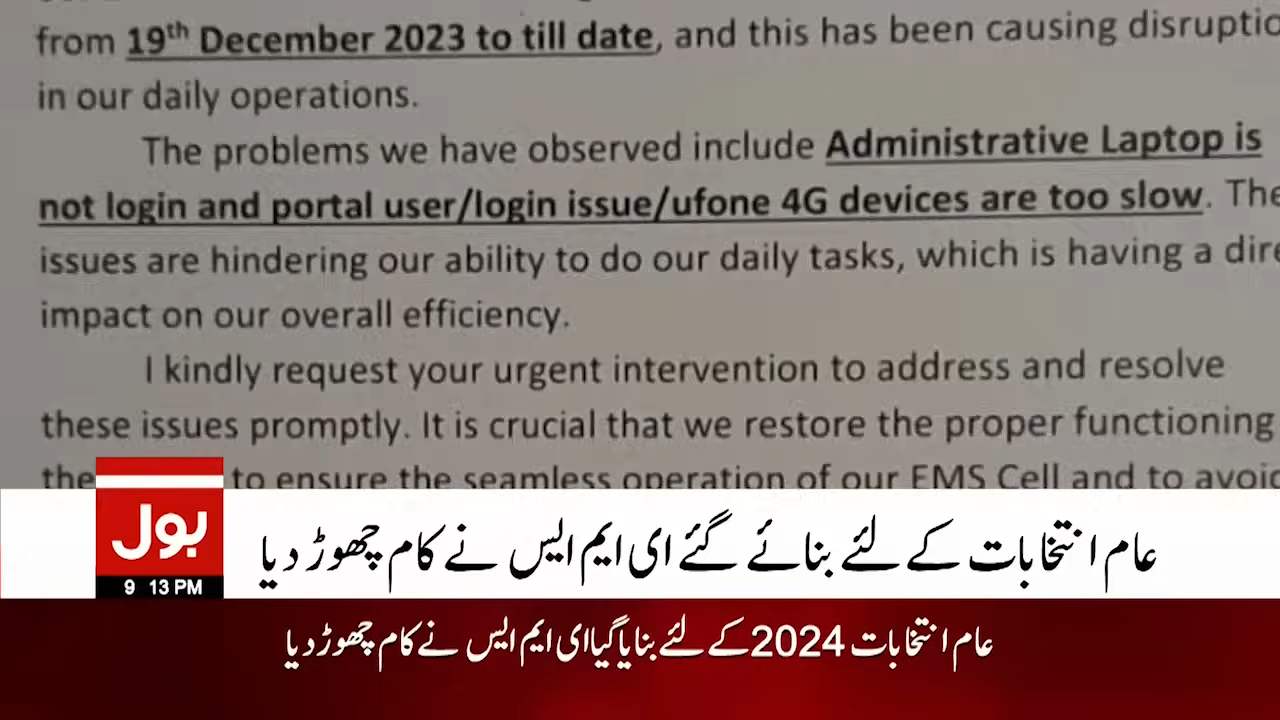 from 19th December 2023 to till date, and this has been causing
in our daily operations.
The problems we have observed include Administrative Laptop is
not login and portal user/login issue/ufone 4G devices are too slow.
issues are hindering our ability to do our daily tasks, which is having a
impact on our overall efficiency.
I kindly request your urgent intervention to address and resolve
these issues promptly. It is crucial that we restore the proper functioning
to ensure the seamless operation of our EMS Cell and to
بول
9 13 PM
عام انتخابات کے لئے بنائے گئے ای ایم ایس نے کام چھوڑ دیا
عام انتخابات 2024 کے لئے بنایا گیا ای ایم ایس نے کام چھوڑ دیا